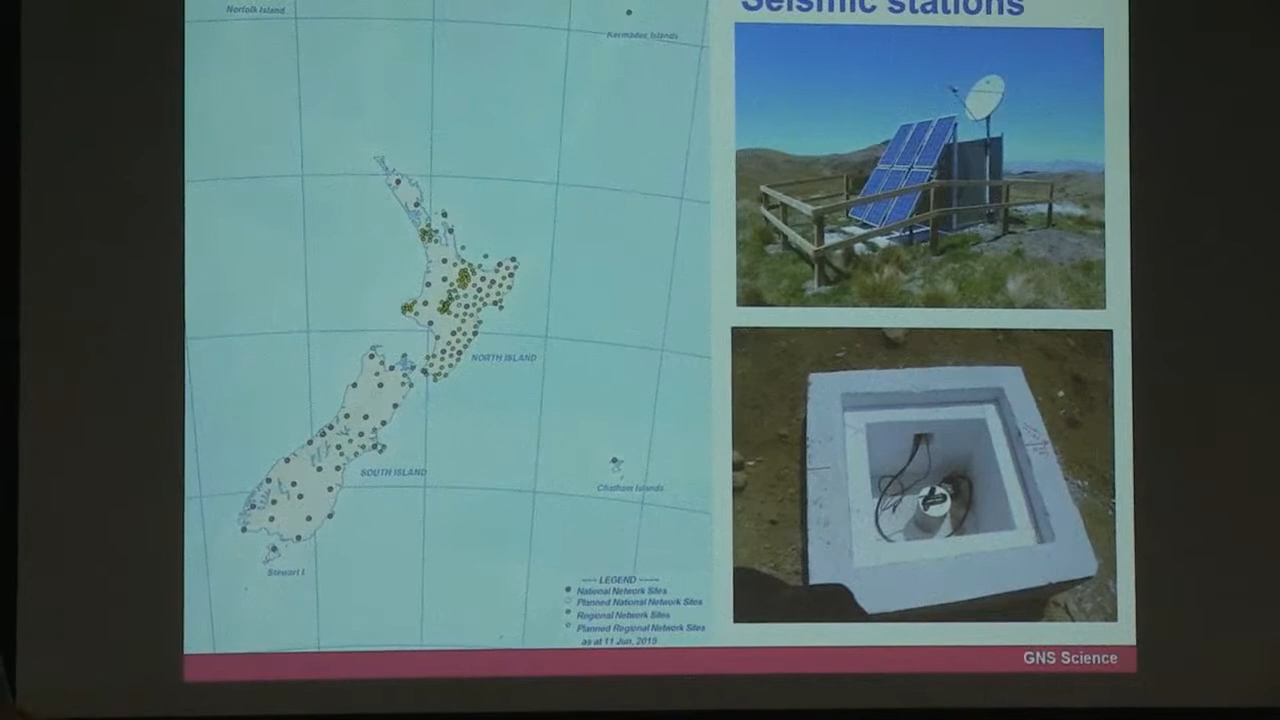 Norfolk Island
Kermadec Islands
Seismic stations
NORTH ISLAND
SOUTH ISLAND
Chatham Islands
Stewart I.
LEGEND
National Network Sites
Planned National Network Sites
Regional Network Sites
Planned Regional Network Sites
as at 11 Jun, 2015
GNS Science